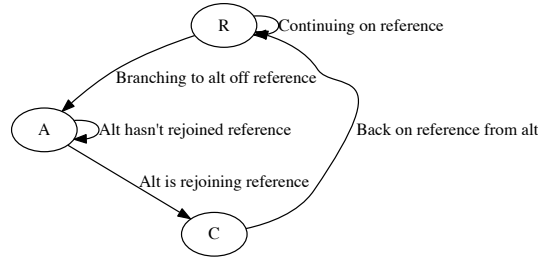 R
Continuing on reference
Branching to alt off reference
A
Alt hasn't rejoined reference
Back on reference from alt
Alt is rejoining reference
C